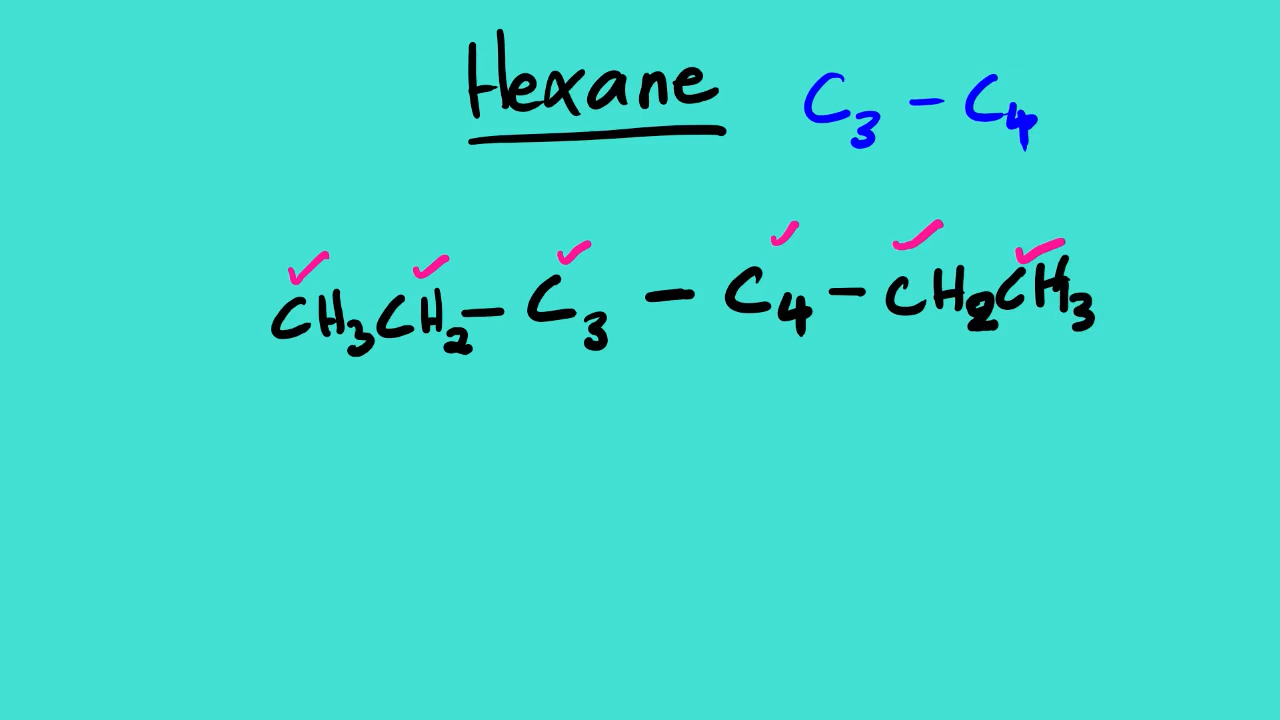 Hexane C₃ - C₄
CH₃CH₂ - C₃ - C₄ - CH₂CH₃